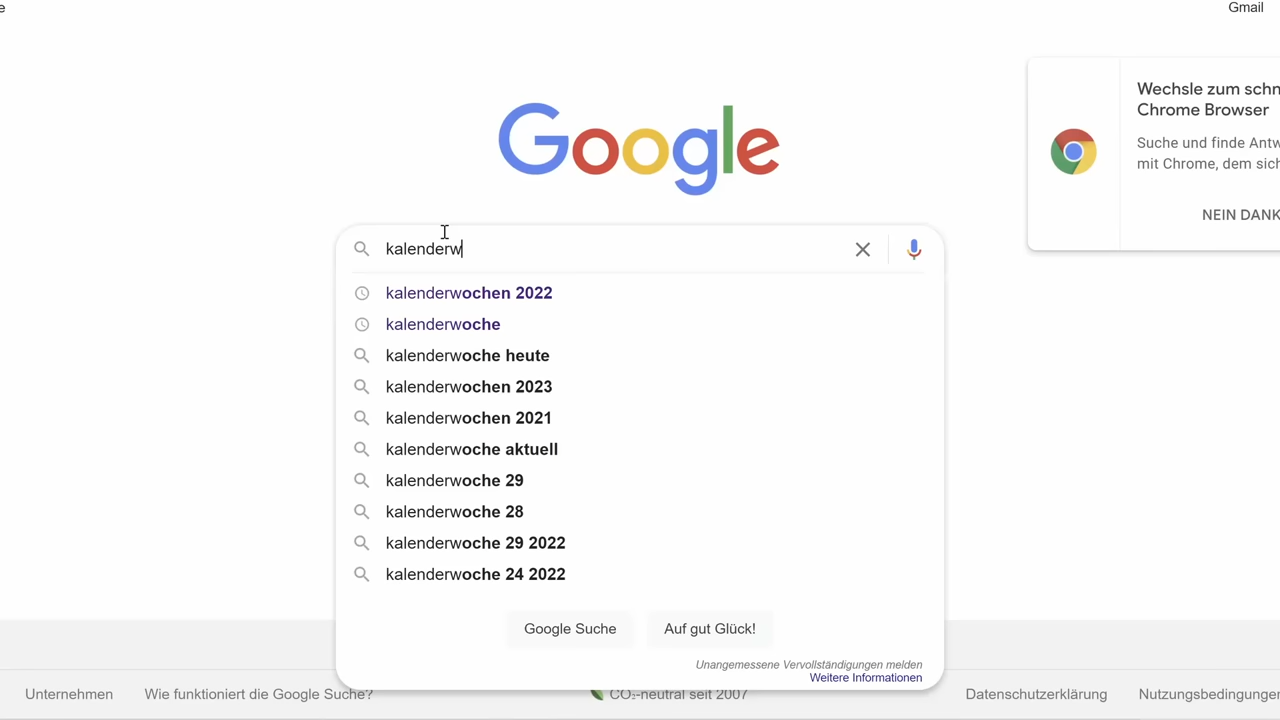 e
Gmail
Google
Wechsle zum schn
Chrome Browser
Suche und finde Antw
mit Chrome, dem sich
NEIN DANK
kalenderw
kalenderwochen 2022
kalenderwoche
kalenderwoche heute
kalenderwochen 2023
kalenderwochen 2021
kalenderwoche aktuell
kalenderwoche 29
kalenderwoche 28
kalenderwoche 29 2022
kalenderwoche 24 2022
Google Suche
Auf gut Glück!
Unangemessene Vervollständigungen melden
Weitere Informationen
Unternehmen
Wie funktioniert die Google Suche?
CO₂-neutral seit 2007
Datenschutzerklärung
Nutzungsbedingungen